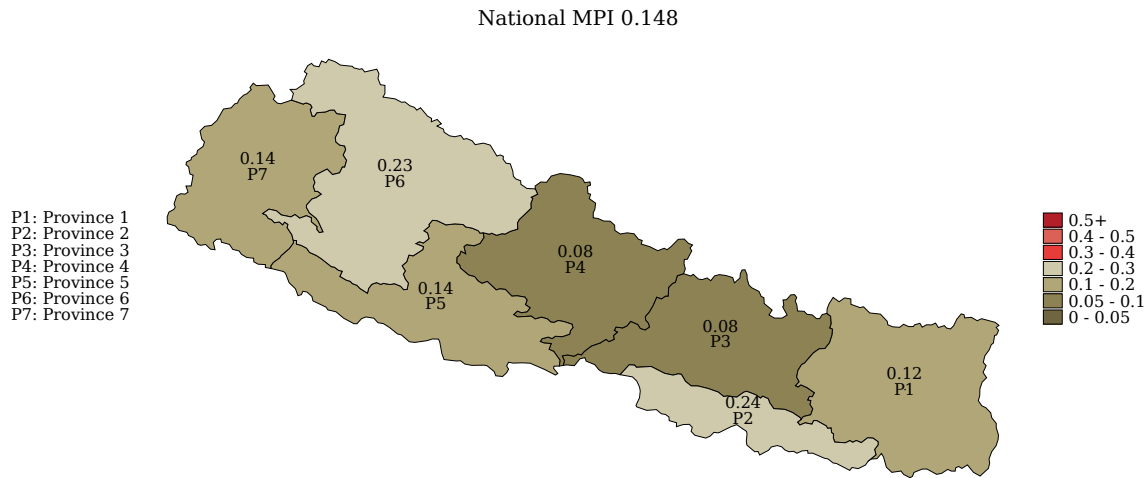 National MPI 0.148
0.14
P7
0.23
P6
P1: Province 1
P2: Province 2
P3: Province 3
P4: Province 4
P5: Province 5
P6: Province 6
P7: Province 7
0.08
P4
0.14
P5
0.08
P3
0.12
P1
0.24
P2
0.5+
0.4 - 0.5
0.3 - 0.4
0.2 - 0.3
0.1 - 0.2
0.05 - 0.1
0 - 0.05